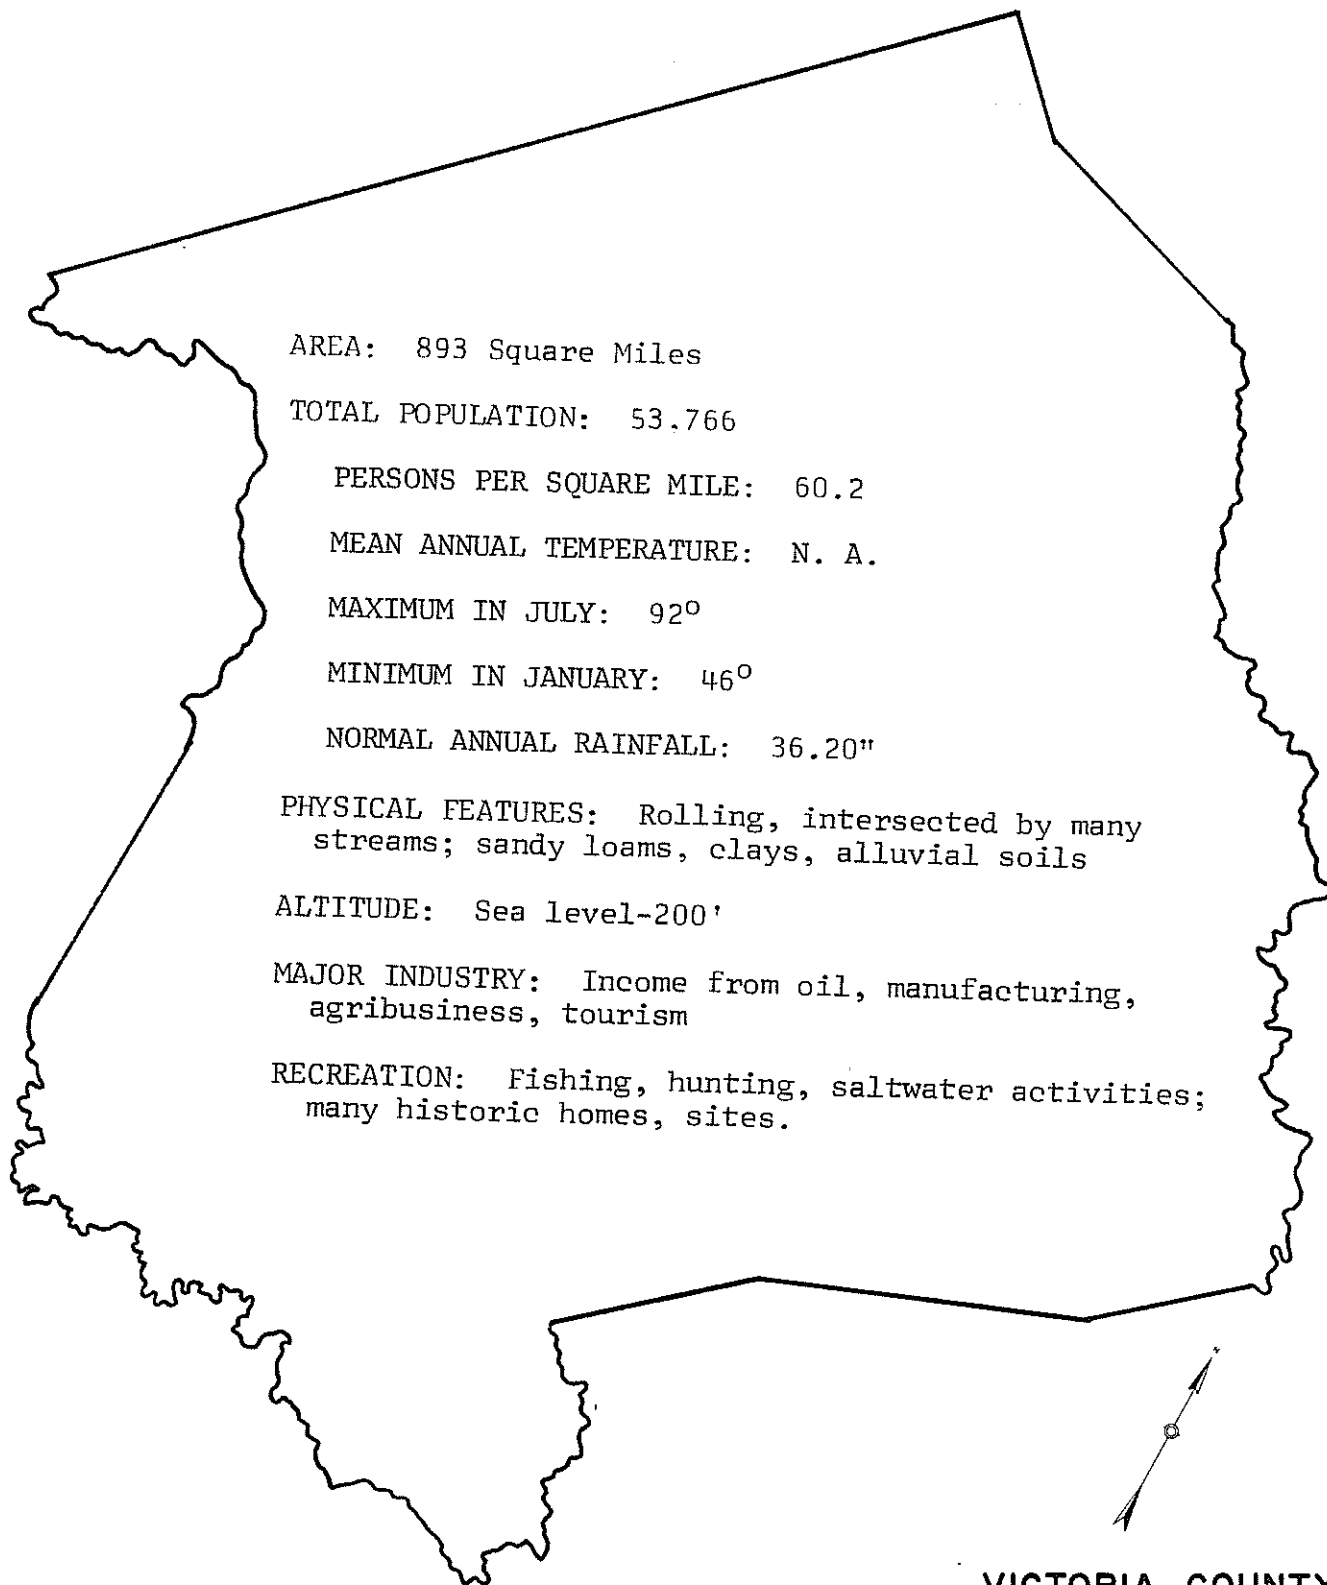 AREA: 893 Square Miles
TOTAL POPULATION: 53.766
PERSONS PER SQUARE MILE: 60.2
MEAN ANNUAL TEMPERATURE: N. A.
MAXIMUM IN JULY: 92°
MINIMUM IN JANUARY: 46°
NORMAL ANNUAL RAINFALL: 36.20"
PHYSICAL FEATURES: Rolling, intersected by many
streams; sandy loams, clays, alluvial soils
ALTITUDE: Sea level-200'
MAJOR INDUSTRY: Income from oil, manufacturing,
agribusiness, tourism
RECREATION: Fishing, hunting, saltwater activities;
many historic homes, sites.
VICTORIA COUNTY